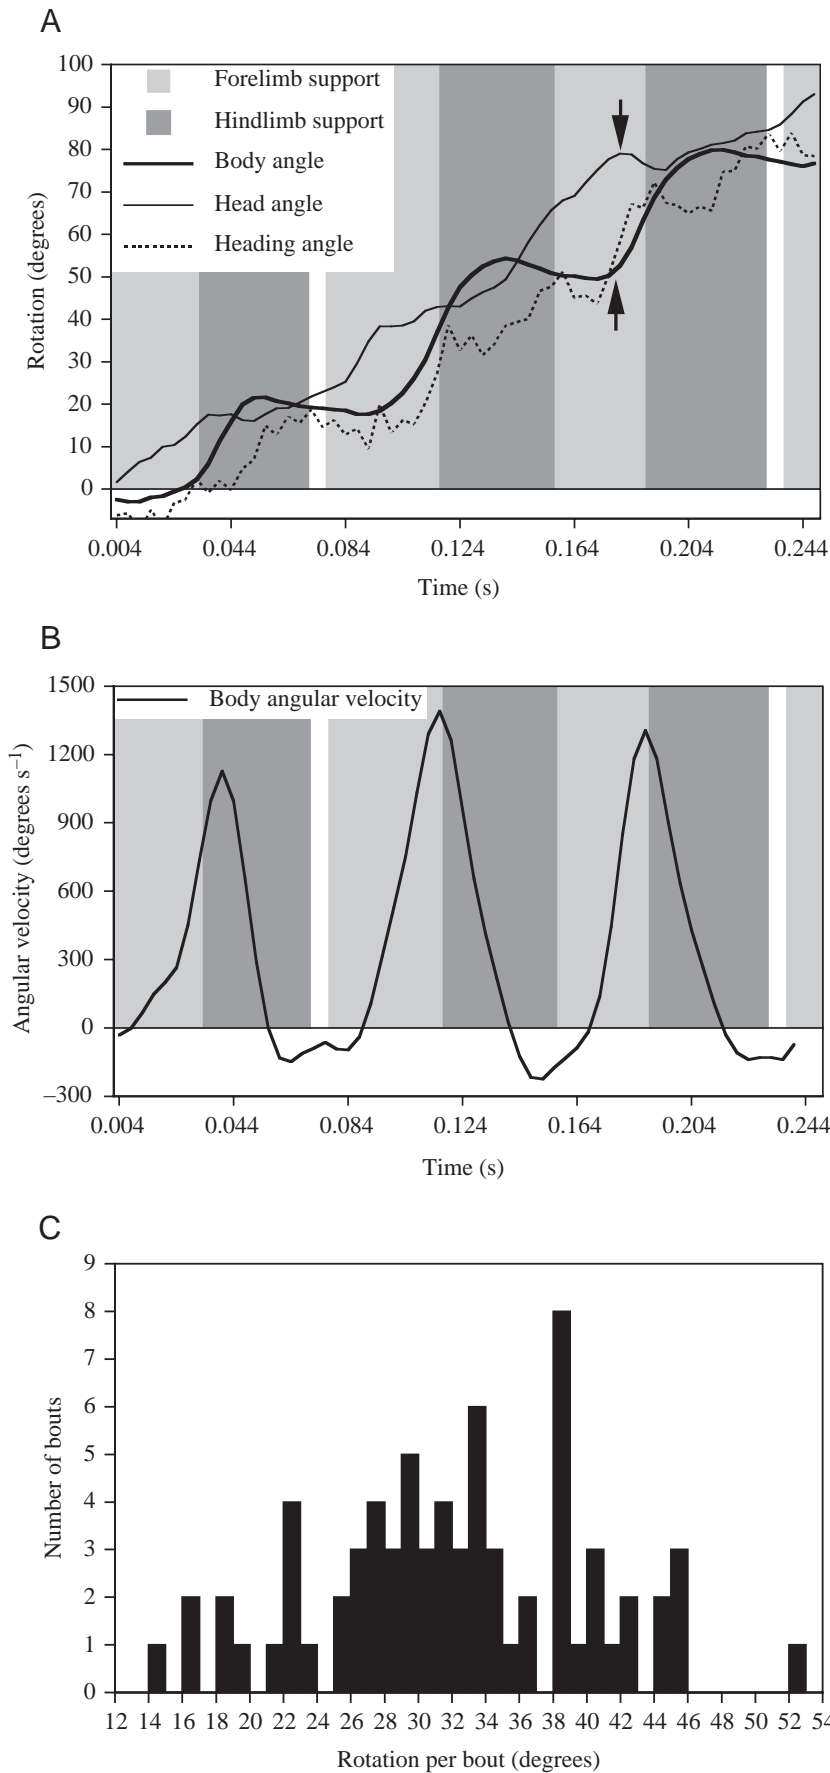 A
100
90
80
70
60
50
40
30
20
10
0
Rotation (degrees)
Forelimb support
Hindlimb support
Body angle
Head angle
Heading angle
0.004 0.044 0.084 0.124 0.164 0.204 0.244
Time (s)
B
1500
1200
900
600
300
0
–300
Angular velocity (degrees s⁻¹)
Body angular velocity
0.004 0.044 0.084 0.124 0.164 0.204 0.244
Time (s)
C
9
8
7
6
5
4
3
2
1
0
Number of bouts
12 14 16 18 20 22 24 26 28 30 32 34 36 38 40 42 44 46 48 50 52 54
Rotation per bout (degrees)